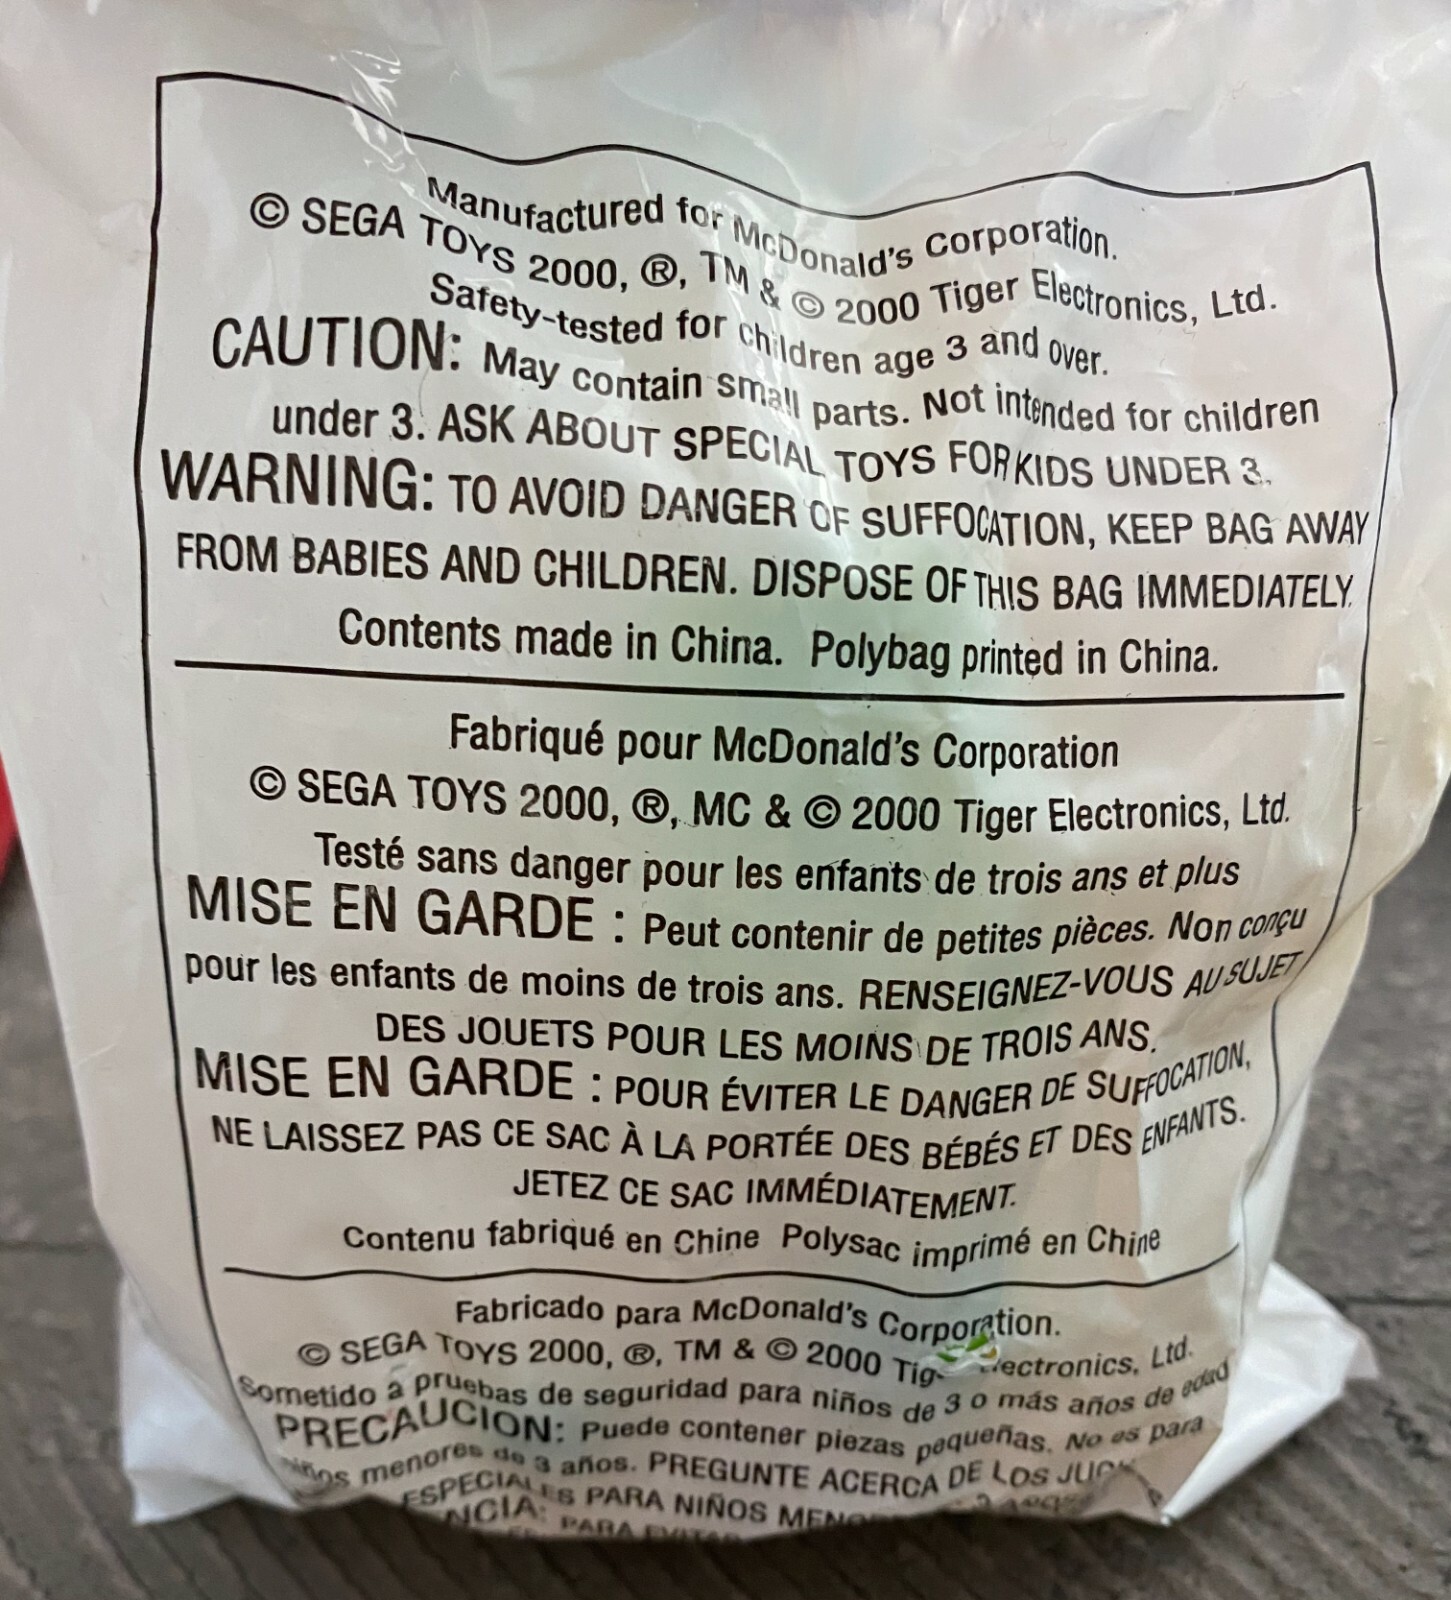 Manufactured for McDonald's Corporation.
© SEGA TOYS 2000, ®, TM & © 2000 Tiger Electronics, Ltd.
Safety-tested for children age 3 and over.
CAUTION: May contain small parts. Not intended for children
under 3. ASK ABOUT SPECIAL TOYS FOR KIDS UNDER 3.
WARNING: TO AVOID DANGER OF SUFFOCATION, KEEP BAG AWAY
FROM BABIES AND CHILDREN. DISPOSE OF THIS BAG IMMEDIATELY.
Contents made in China. Polybag printed in China.
Fabriqué pour McDonald's Corporation
© SEGA TOYS 2000, ®, MC & © 2000 Tiger Electronics, Ltd.
Testé sans danger pour les enfants de trois ans et plus
MISE EN GARDE : Peut contenir de petites pièces. Non conçu
pour les enfants de moins de trois ans. RENSEIGNEZ-VOUS AU SUJET
DES JOUETS POUR LES MOINS DE TROIS ANS.
MISE EN GARDE : POUR ÉVITER LE DANGER DE SUFFOCATION,
NE LAISSEZ PAS CE SAC À LA PORTÉE DES BÉBÉS ET DES ENFANTS.
JETEZ CE SAC IMMÉDIATEMENT.
Contenu fabriqué en Chine Polysac imprimé en Chine
Fabricado para McDonald's Corporation.
© SEGA TOYS 2000, ®, TM & © 2000 Ltd.
Sometido a pruebas de seguridad para niños de 3 o más años de edad
PRECAUCION: Puede contener piezas pequeñas. No es para
niños menores de 3 años. PREGUNTE ACERCA DE LOS
ESPECIALES PARA NIÑOS
PARA